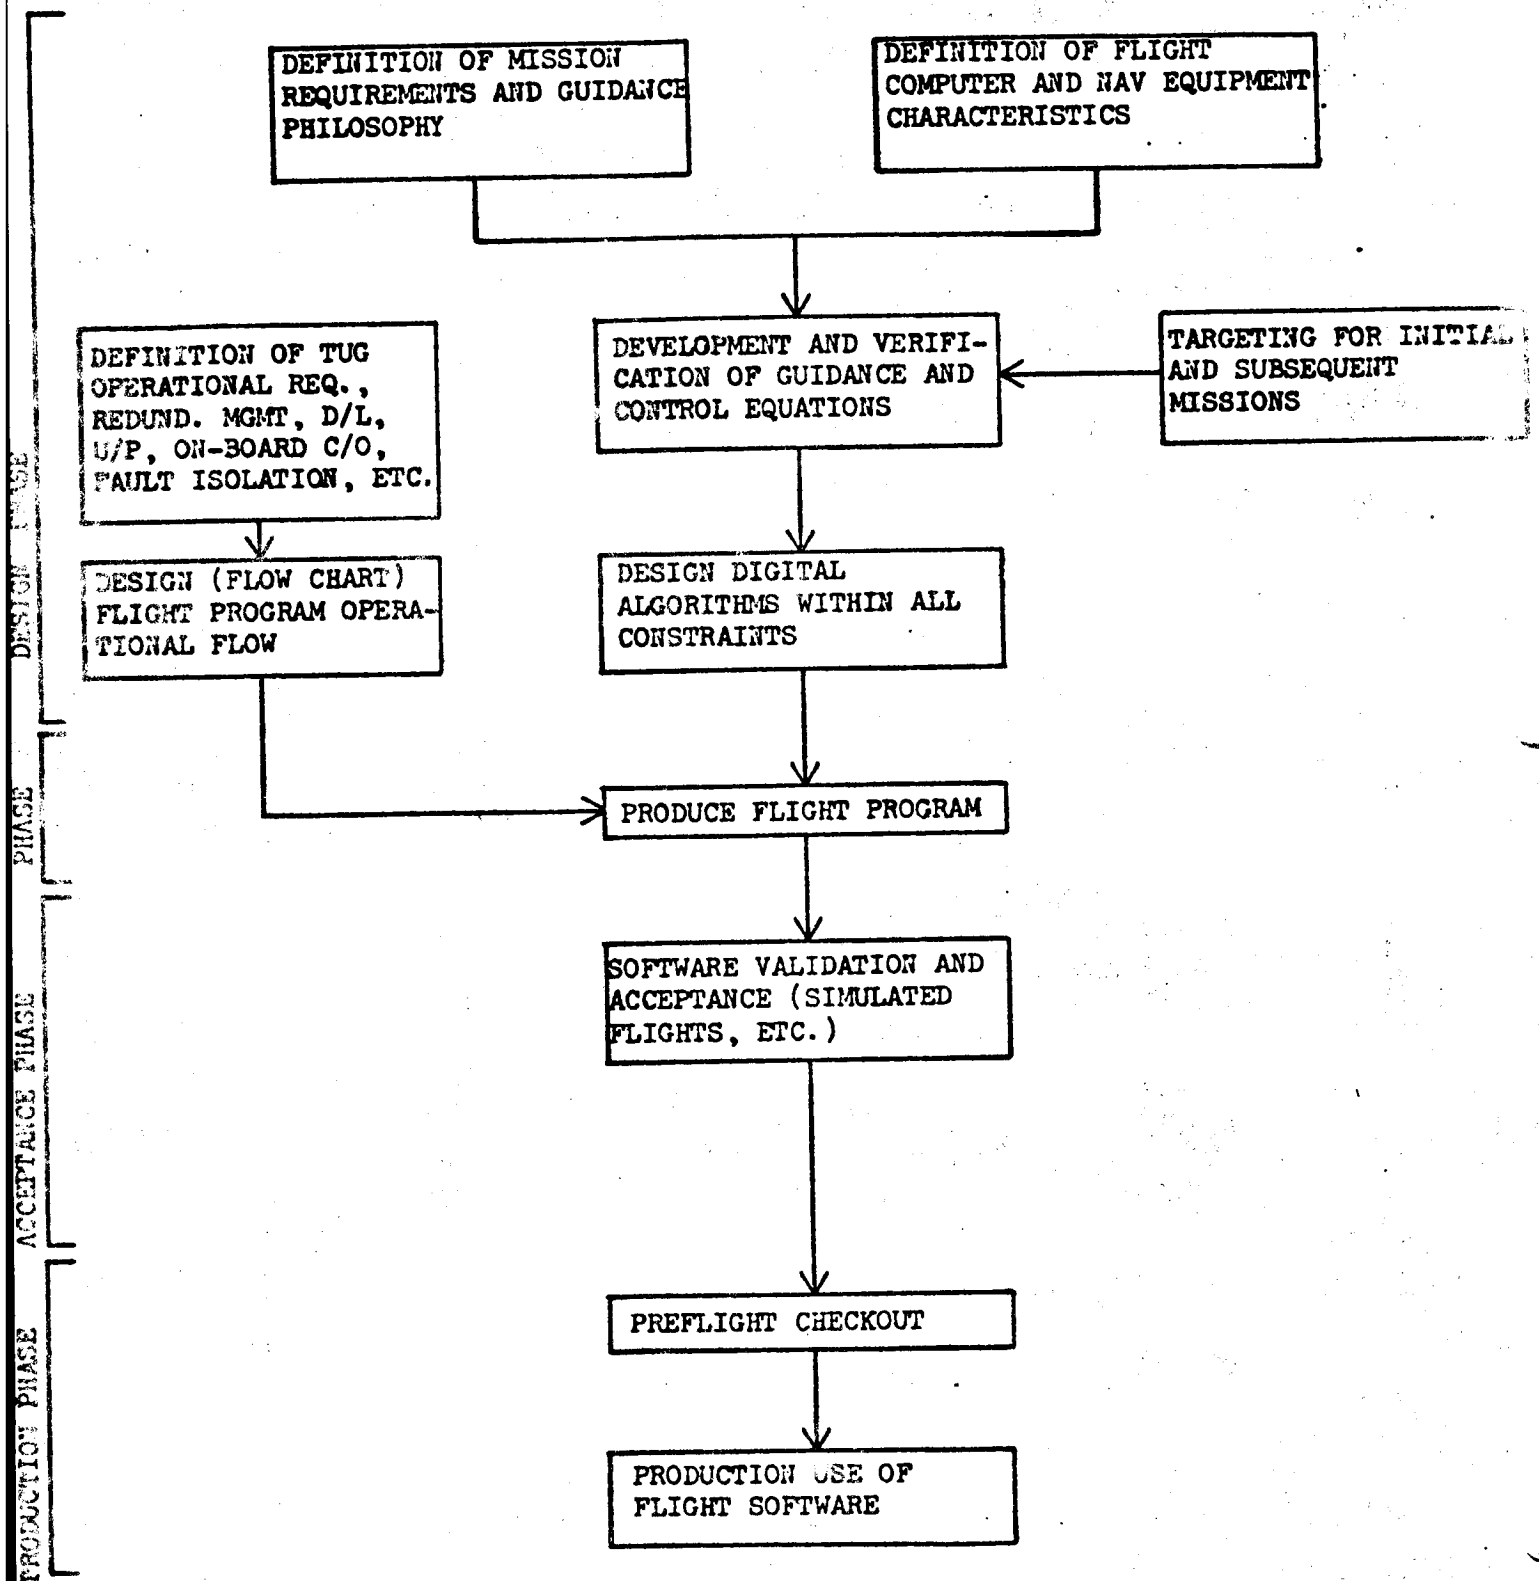 DEFINITION OF MISSION
REQUIREMENTS AND GUIDANCE
PHILOSOPHY
DEFINITION OF FLIGHT
COMPUTER AND NAV EQUIPMENT
CHARACTERISTICS
DEFINITION OF TUG
OPERATIONAL REQ.,
REDUND. MGMT, D/L,
U/P, ON-BOARD C/O,
FAULT ISOLATION, ETC.
DEVELOPMENT AND VERIFI-
CATION OF GUIDANCE AND
CONTROL EQUATIONS
TARGETING FOR INITIAL
AND SUBSEQUENT
MISSIONS
DESIGN (FLOW CHART)
FLIGHT PROGRAM OPERA-
TIONAL FLOW
DESIGN DIGITAL
ALGORITHMS WITHIN ALL
CONSTRAINTS
DESIGN PHASE
PRODUCE FLIGHT PROGRAM
PHASE
SOFTWARE VALIDATION AND
ACCEPTANCE (SIMULATED
FLIGHTS, ETC.)
ACCEPTANCE PHASE
PREFLIGHT CHECKOUT
PRODUCTION USE OF
FLIGHT SOFTWARE
PRODUCTION PHASE